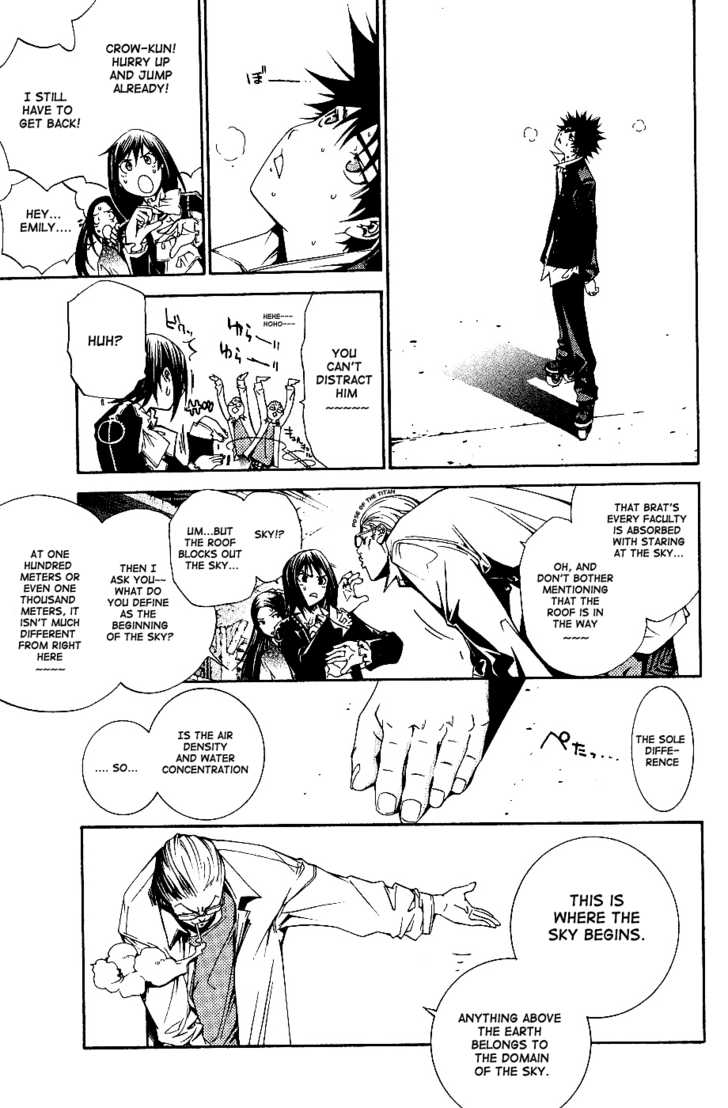 ぼ
CROW-KUN!
HURRY UP
AND JUMP
ALREADY!
I STILL
HAVE TO
GET BACK!
HEY...
EMILY....
YOU
CAN'T
DISTRACT
HIM
~~~~~
HEHE---
HOHO---
ゆら〜
ゆら〜
HUH?
THAT BRAT'S
EVERY FACULTY
IS ABSORBED
WITH STARING
AT THE SKY...
OH, AND
DON'T BOTHER
MENTIONING
THAT THE
ROOF IS IN
THE WAY
~~~
POSE OF THE TITAN
SKY!?
UM...BUT
THE ROOF
BLOCKS OUT
THE SKY...
THEN I
ASK YOU--
WHAT DO
YOU DEFINE
AS THE
BEGINNING
OF THE SKY?
AT ONE
HUNDRED
METERS OR
EVEN ONE
THOUSAND
METERS, IT
ISN'T MUCH
DIFFERENT
FROM RIGHT
HERE
~~~~
THE SOLE
DIFFE-
RENCE
ぺたっ...
IS THE AIR
DENSITY
AND WATER
CONCENTRATION
.... SO...
THIS IS
WHERE THE
SKY BEGINS.
ANYTHING ABOVE
THE EARTH
BELONGS TO
THE DOMAIN
OF THE SKY.